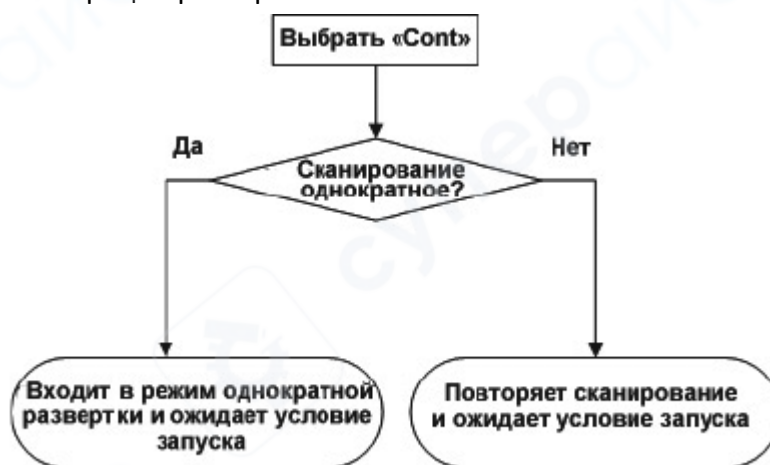 Выбрать «Cont»
Да
Нет
Сканирование
однократное?
Входит в режим однократной
развертки и ожидает условие
запуска
Повторяет сканирование
и ожидает условие запуска